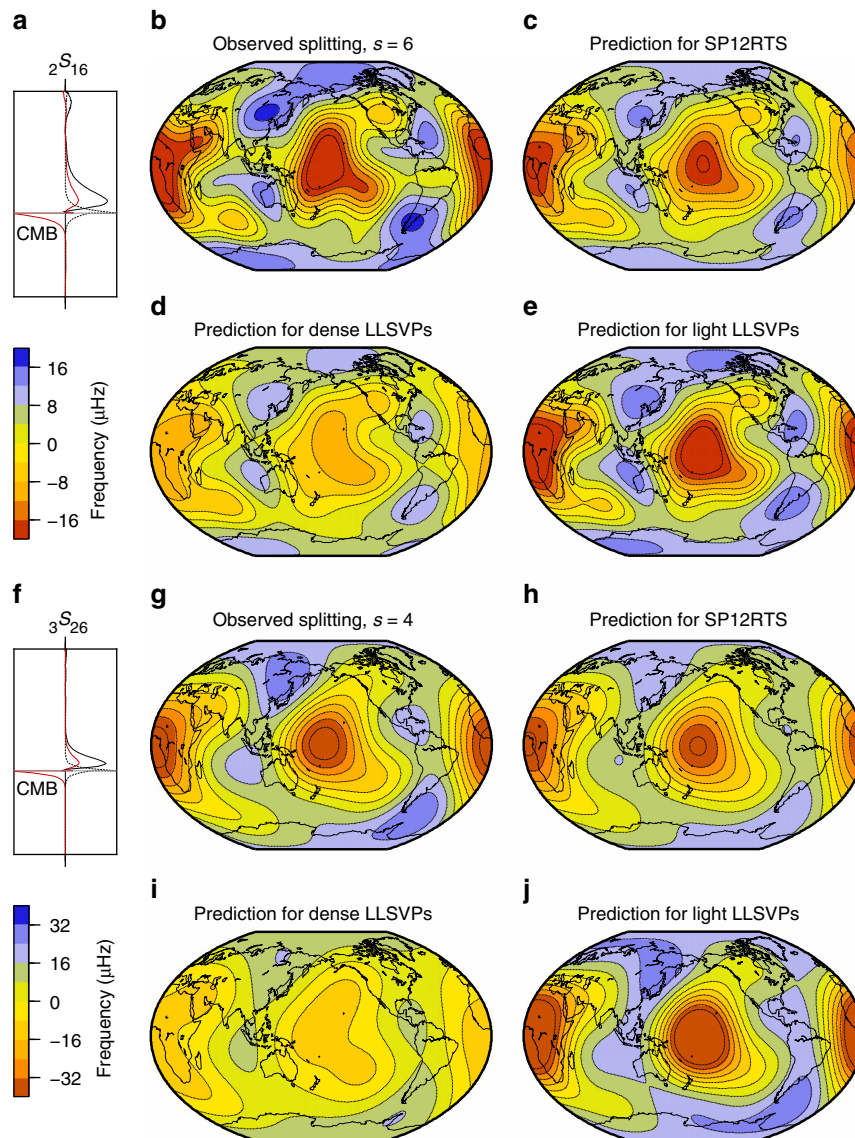 a
b
c
₂S₁₆
Observed splitting, s = 6
Prediction for SP12RTS
CMB
d
e
Prediction for dense LLSVPs
Prediction for light LLSVPs
16
8
0
−8
−16
Frequency (μHz)
f
g
h
₃S₂₆
Observed splitting, s = 4
Prediction for SP12RTS
CMB
i
j
Prediction for dense LLSVPs
Prediction for light LLSVPs
32
16
0
−16
−32
Frequency (μHz)